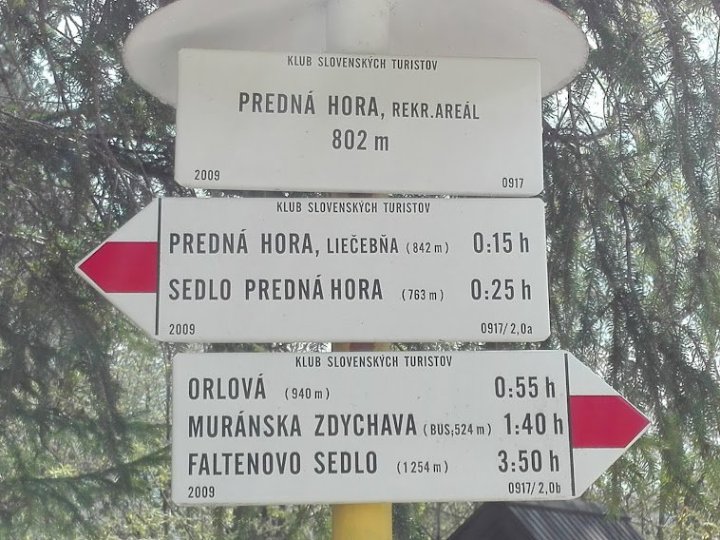 KLUB SLOVENSKÝCH TURISTOV
PREDNÁ HORA, REKR.AREÁL
802 m
2009 0917
KLUB SLOVENSKÝCH TURISTOV
PREDNÁ HORA, LIEČEBŇA (842 m) 0:15 h
SEDLO PREDNÁ HORA (763 m) 0:25 h
2009 0917/2,0a
KLUB SLOVENSKÝCH TURISTOV
ORLOVÁ (940 m) 0:55 h
MURÁNSKA ZDYCHAVA (BUS,524 m) 1:40 h
FALTENOVO SEDLO (1254 m) 3:50 h
2009 0917/2,0b